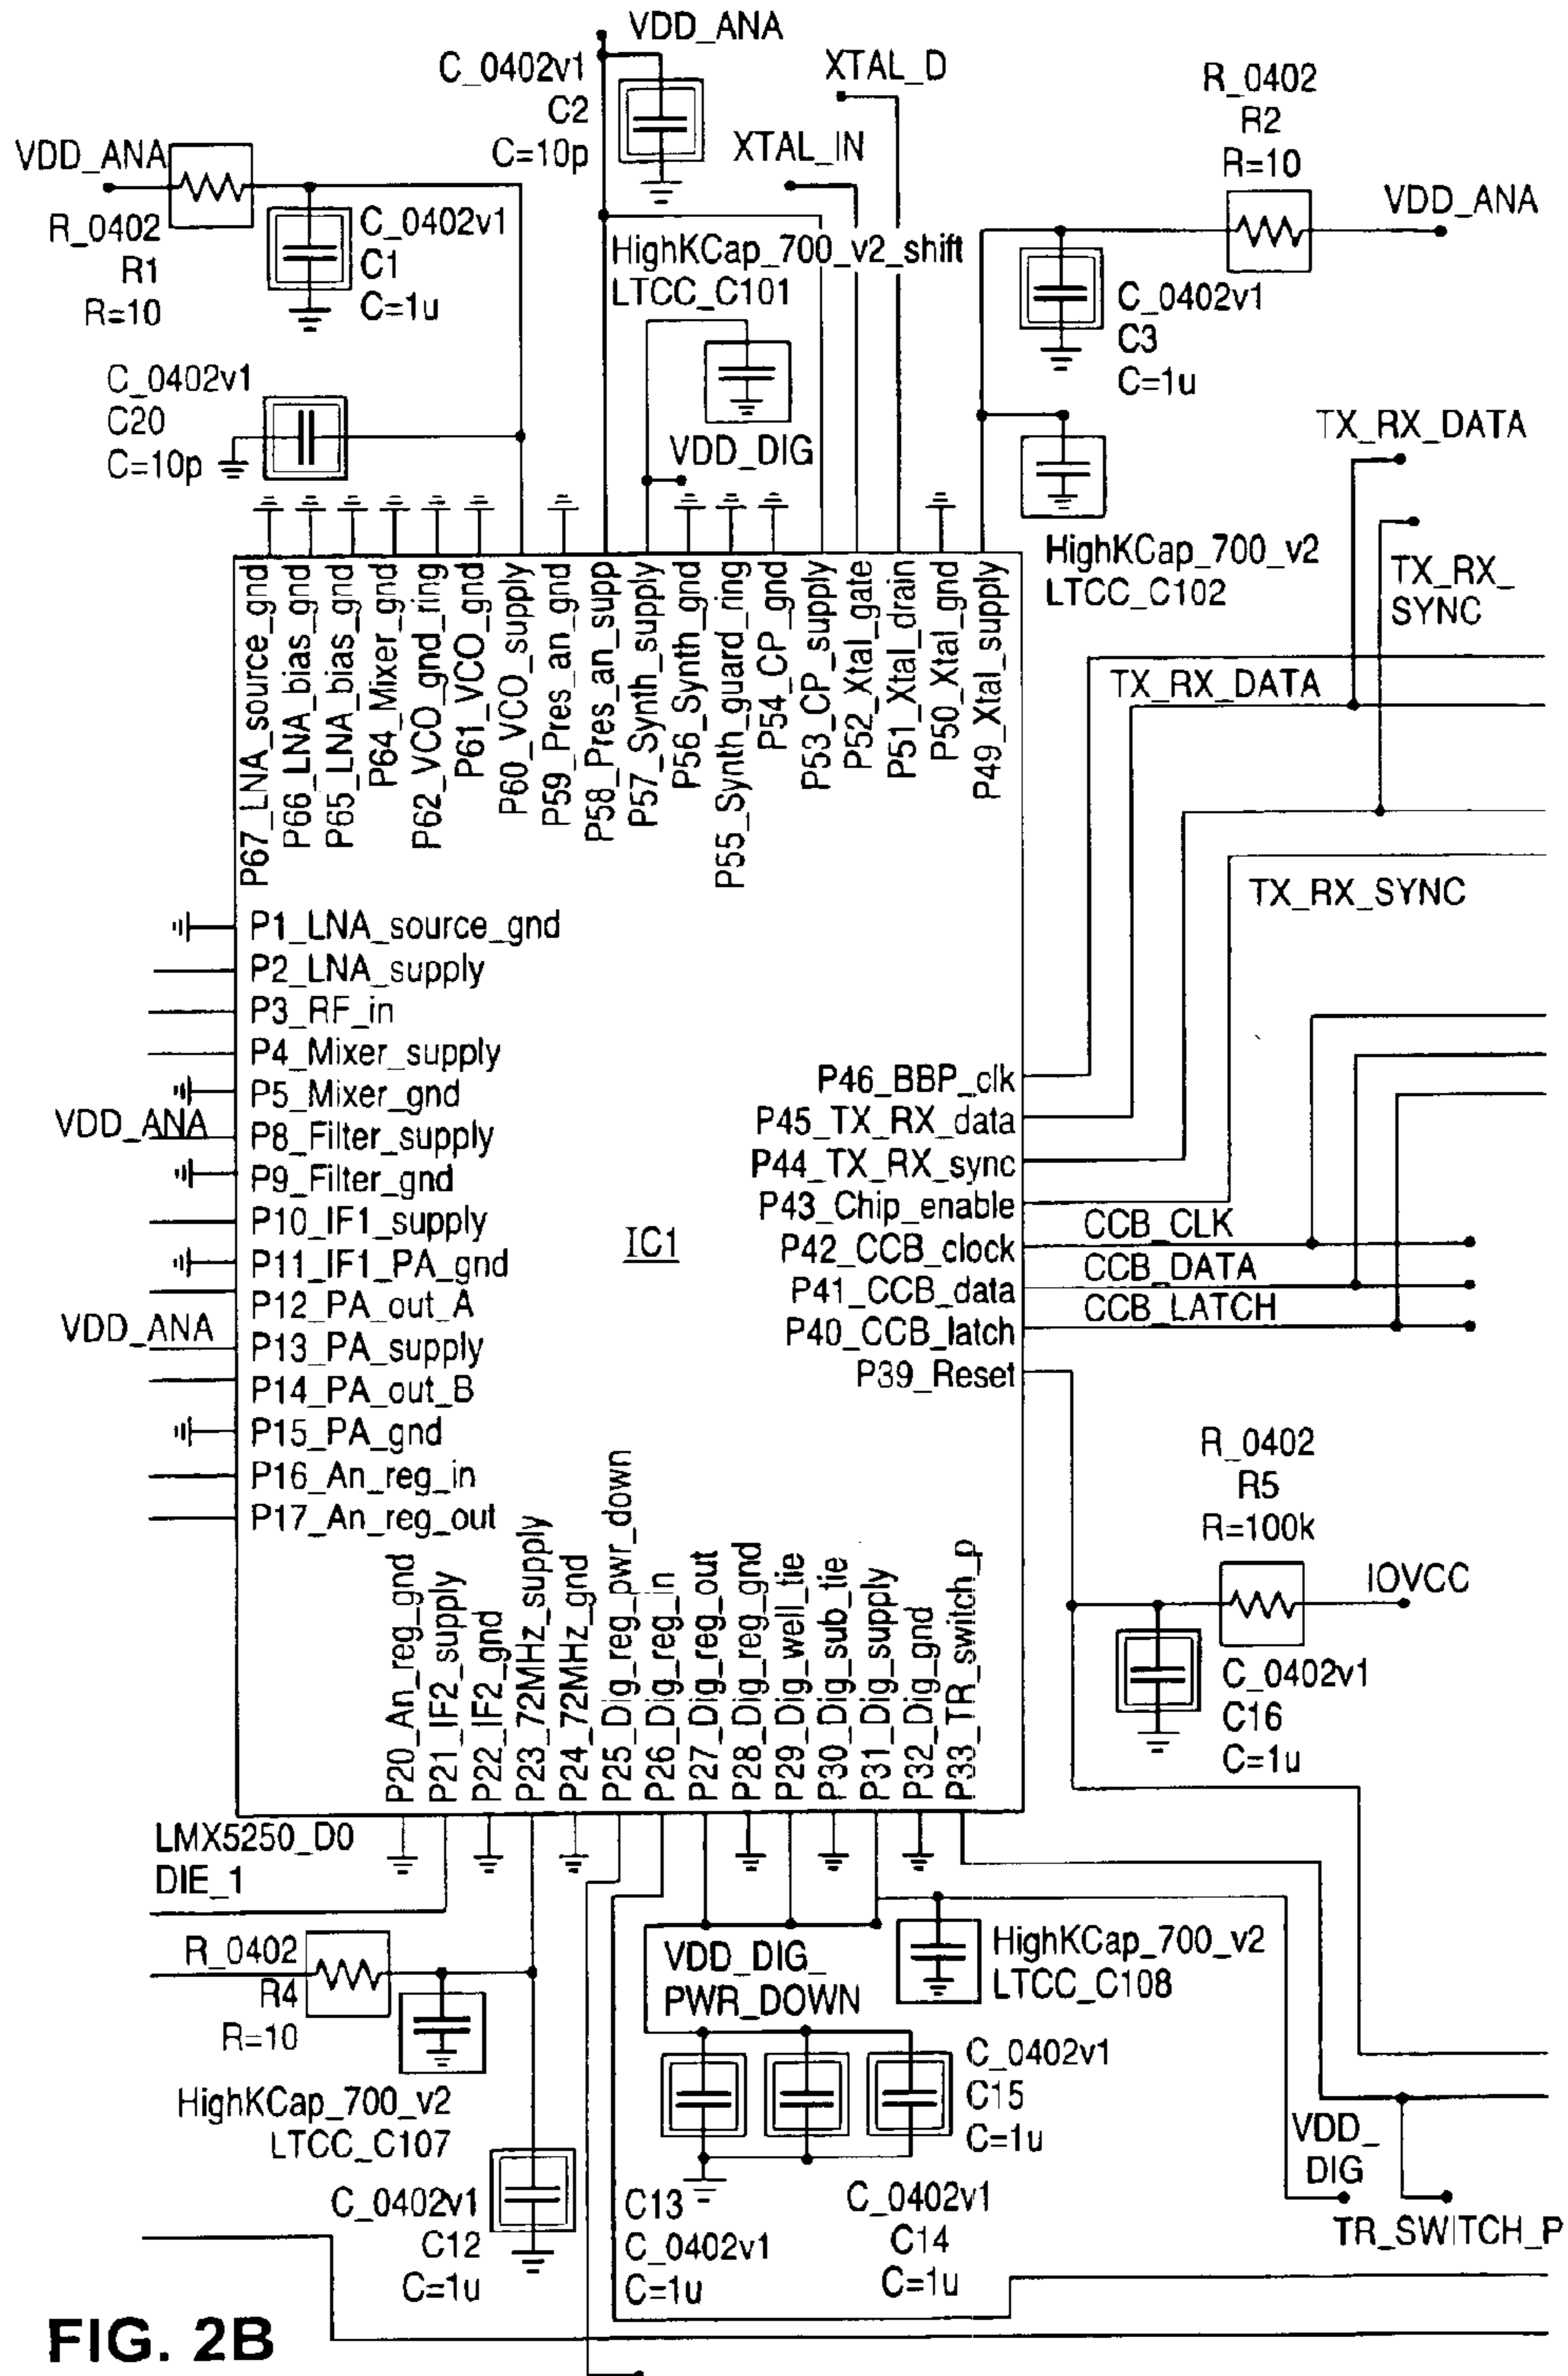 VDD_ANA
C_0402v1
C2
C=10p
XTAL_D
XTAL_IN
R_0402
R2
R=10
VDD_ANA
VDD_ANA
R_0402
R1
R=10
C_0402v1
C1
C=1u
HighKCap_700_v2_shift
LTCC_C101
C_0402v1
C3
C=1u
C_0402v1
C20
C=10p
VDD_DIG
TX_RX_DATA
HighKCap_700_v2
LTCC_C102
TX_RX_
SYNC
P67_LNA_source_gnd
P66_LNA_bias_gnd
P65_LNA_bias_gnd
P64_Mixer_gnd
P62_VCO_gnd_ring
P61_VCO_gnd
P60_VCO_supply
P59_Pres_an_gnd
P58_Pres_an_supp
P57_Synth_supply
P56_Synth_gnd
P55_Synth_guard_ring
P54_CP_gnd
P53_CP_supply
P52_Xtal_gate
P51_Xtal_drain
P50_Xtal_gnd
P49_Xtal_supply
TX_RX_DATA
TX_RX_SYNC
P1_LNA_source_gnd
P2_LNA_supply
P3_RF_in
P4_Mixer_supply
P5_Mixer_gnd
VDD_ANA
P8_Filter_supply
P9_Filter_gnd
P10_IF1_supply
P11_IF1_PA_gnd
P12_PA_out_A
VDD_ANA
P13_PA_supply
P14_PA_out_B
P15_PA_gnd
P16_An_reg_in
P17_An_reg_out
IC1
P46_BBP_clk
P45_TX_RX_data
P44_TX_RX_sync
P43_Chip_enable
P42_CCB_clock
P41_CCB_data
P40_CCB_latch
P39_Reset
CCB_CLK
CCB_DATA
CCB_LATCH
R_0402
R5
R=100k
IOVCC
C_0402v1
C16
C=1u
P20_An_reg_gnd
P21_IF2_supply
P22_IF2_gnd
P23_72MHz_supply
P24_72MHz_gnd
P25_Dig_reg_pwr_down
P26_Dig_reg_in
P27_Dig_reg_out
P28_Dig_reg_gnd
P29_Dig_well_tie
P30_Dig_sub_tie
P31_Dig_supply
P32_Dig_gnd
P33_TR_switch_p
LMX5250_D0
DIE_1
R_0402
R4
R=10
HighKCap_700_v2
LTCC_C107
VDD_DIG_
PWR_DOWN
HighKCap_700_v2
LTCC_C108
C_0402v1
C15
C=1u
C_0402v1
C12
C=1u
C13
C_0402v1
C=1u
C_0402v1
C14
C=1u
VDD_
DIG
TR_SWITCH_P
FIG. 2B